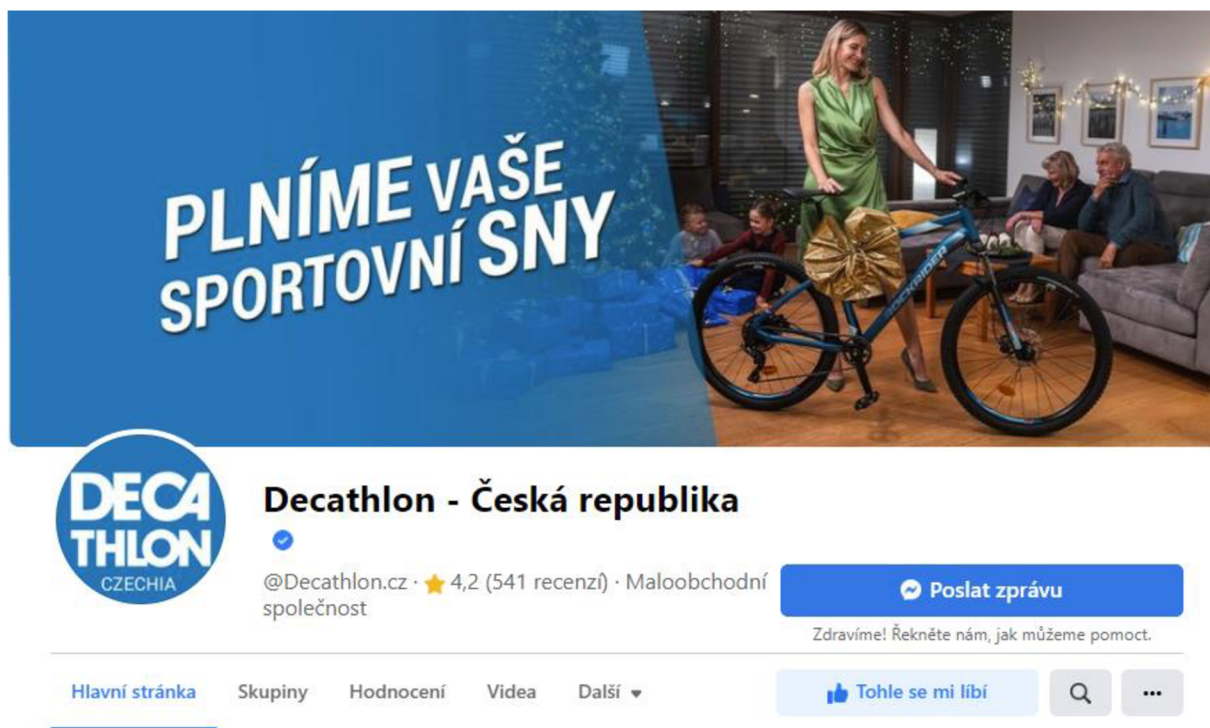 PLNÍME VAŠE
SPORTOVNÍ SNY
ROCKRIDER
DECA
THLON
CZECHIA
Decathlon - Česká republika
@Decathlon.cz · 4,2 (541 recenzí) · Maloobchodní
společnost
Poslat zprávu
Zdravíme! Řekněte nám, jak můžeme pomoct.
Hlavní stránka
Skupiny
Hodnocení
Videa
Další
Tohle se mi líbí